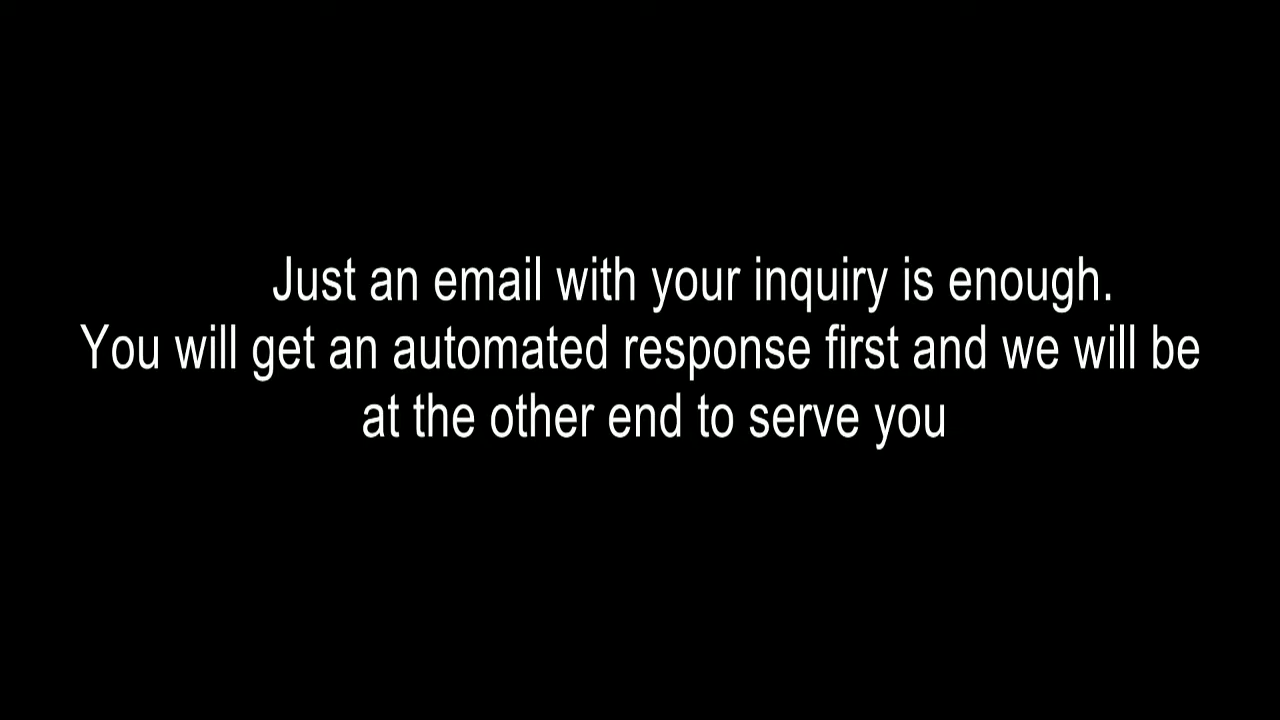 Just an email with your inquiry is enough.
You will get an automated response first and we will be
at the other end to serve you